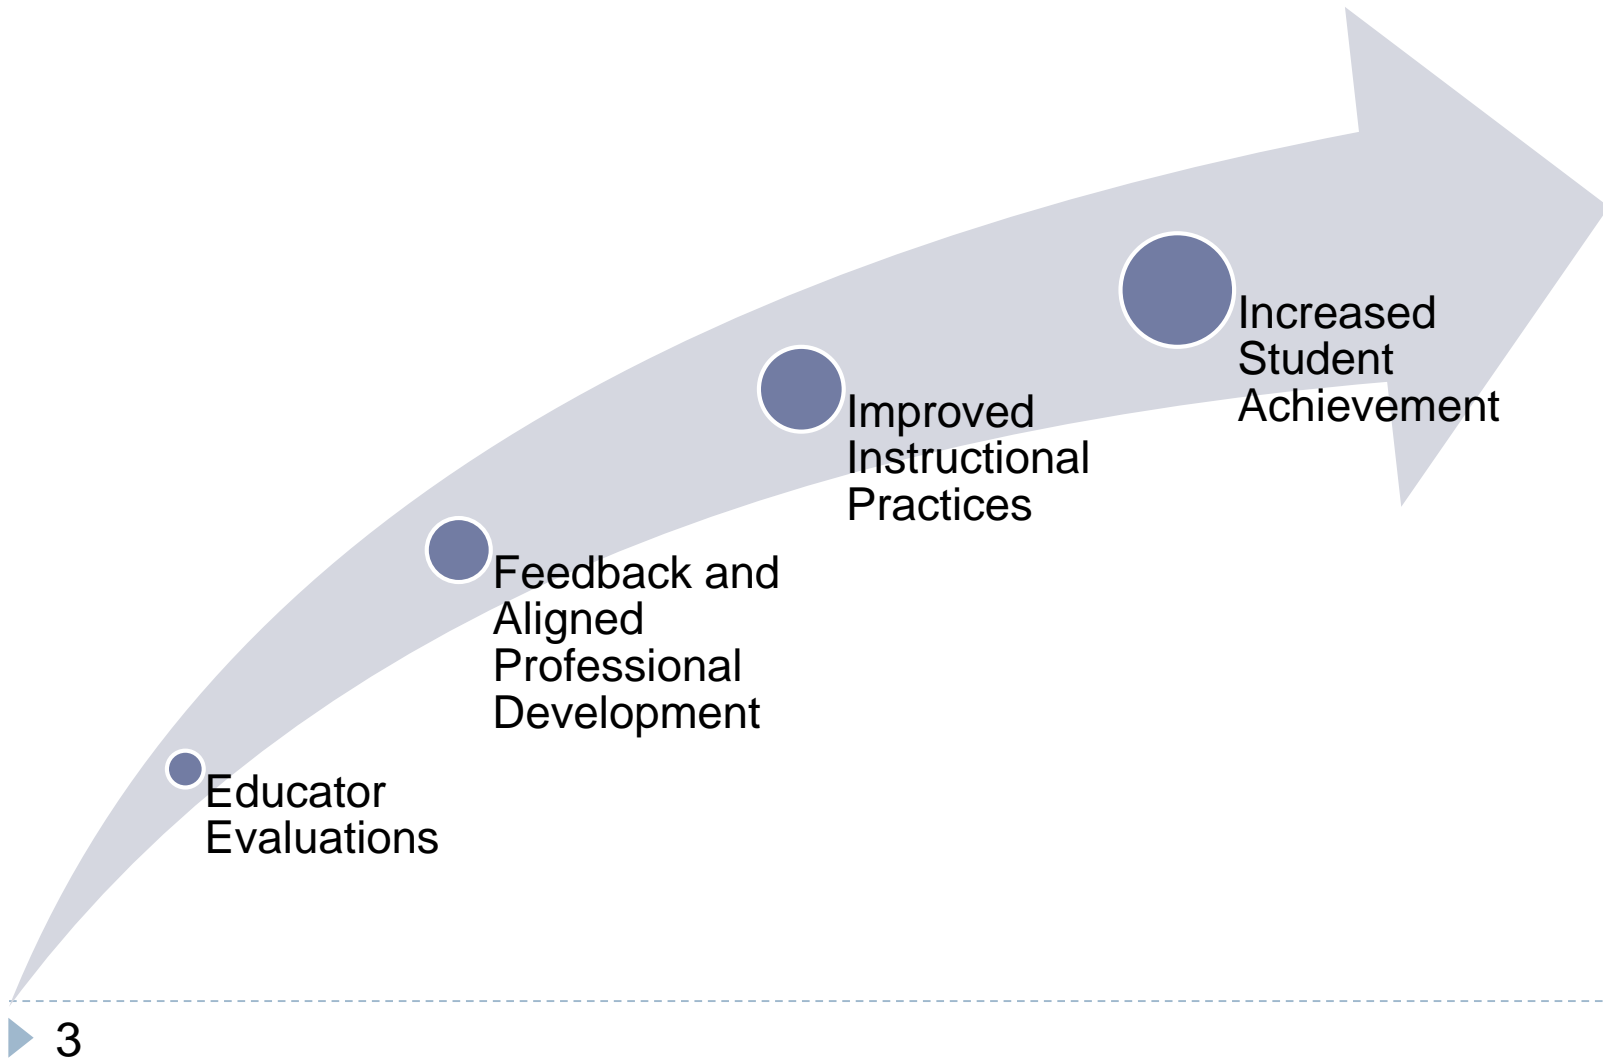 Educator
Evaluations
Feedback and
Aligned
Professional
Development
Improved
Instructional
Practices
Increased
Student
Achievement
3